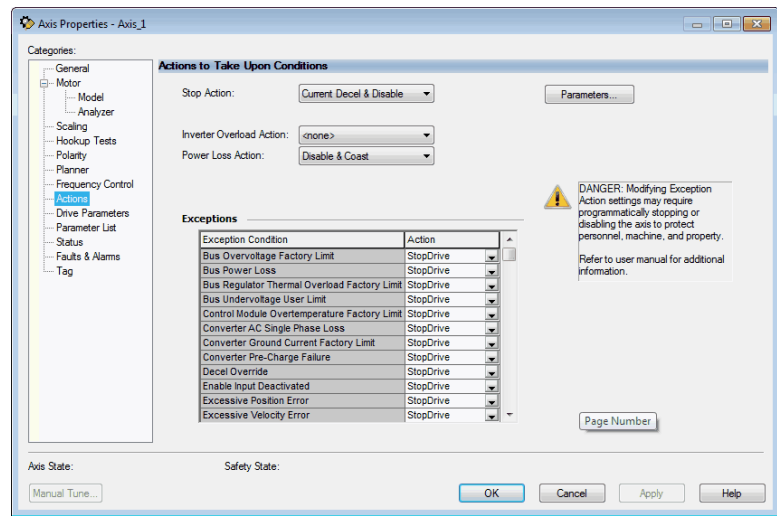 Axis Properties - Axis_1
Categories:
General
Motor
Model
Analyzer
Scaling
Hookup Tests
Polarity
Planner
Frequency Control
Actions
Drive Parameters
Parameter List
Status
Faults & Alarms
Tag
Actions to Take Upon Conditions
Stop Action: Current Decel & Disable Parameters...
Inverter Overload Action: <none>
Power Loss Action: Disable & Coast
DANGER: Modifying Exception
Action settings may require
programmatically stopping or
disabling the axis to protect
personnel, machine, and property.
Refer to user manual for additional
information.
Exceptions
Exception Condition Action
Bus Overvoltage Factory Limit StopDrive
Bus Power Loss StopDrive
Bus Regulator Thermal Overload Factory Limit StopDrive
Bus Undervoltage User Limit StopDrive
Control Module Overtemperature Factory Limit StopDrive
Converter AC Single Phase Loss StopDrive
Converter Ground Current Factory Limit StopDrive
Converter Pre-Charge Failure StopDrive
Decel Override StopDrive
Enable Input Deactivated StopDrive
Excessive Position Error StopDrive
Excessive Velocity Error StopDrive
Page Number
Axis State: Safety State:
Manual Tune... OK Cancel Apply Help